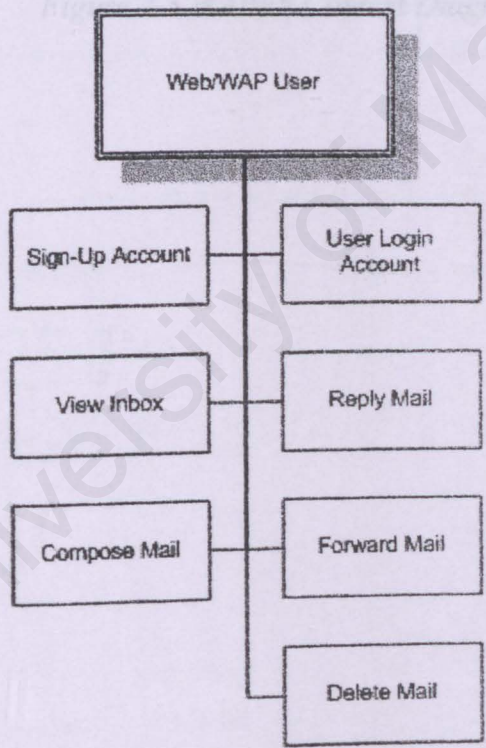 Web/WAP User
Sign-Up Account
User Login
Account
View Inbox
Reply Mail
Compose Mail
Forward Mail
Delete Mail